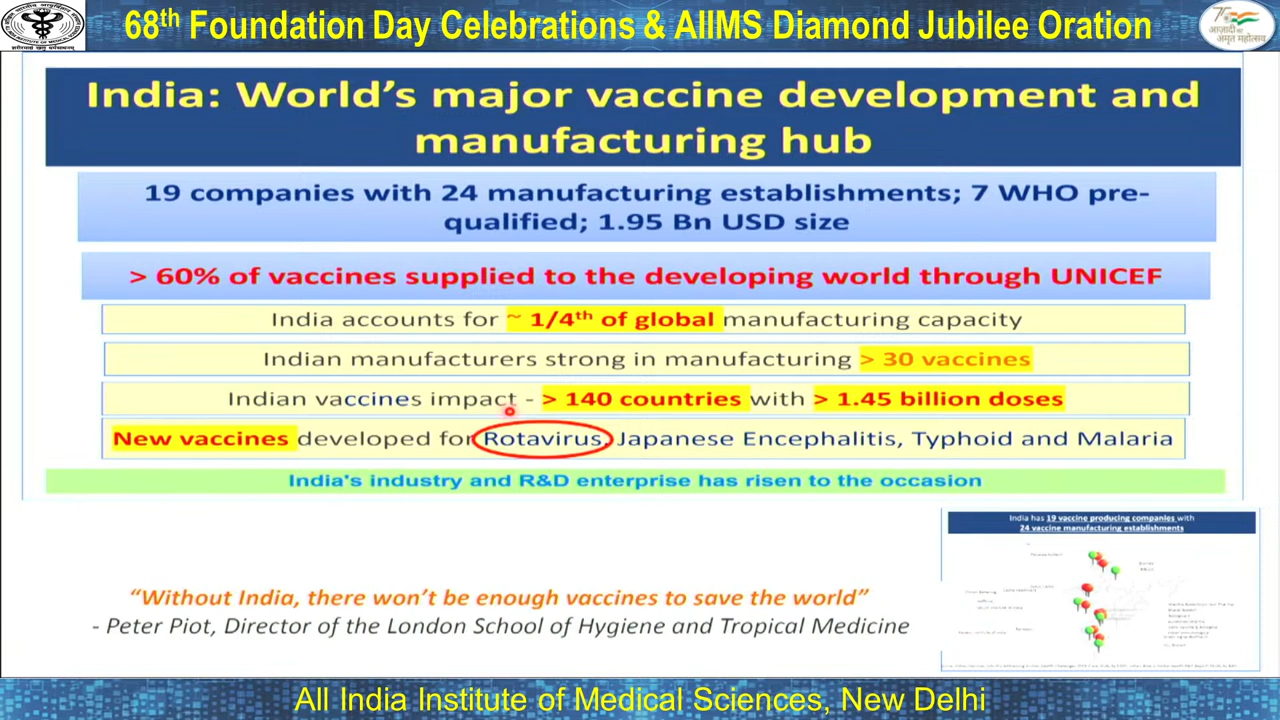 68th Foundation Day Celebrations & AIIMS Diamond Jubilee Oration
आज़ादी का
अमृत महोत्सव
India: World's major vaccine development and
manufacturing hub
19 companies with 24 manufacturing establishments; 7 WHO pre-
qualified; 1.95 Bn USD size
> 60% of vaccines supplied to the developing world through UNICEF
India accounts for ~ 1/4th of global manufacturing capacity
Indian manufacturers strong in manufacturing > 30 vaccines
Indian vaccines impact - > 140 countries with > 1.45 billion doses
New vaccines developed for Rotavirus, Japanese Encephalitis, Typhoid and Malaria
India's industry and R&D enterprise has risen to the occasion
India has 19 vaccine producing companies with
24 vaccine manufacturing establishments
"Without India, there won't be enough vaccines to save the world"
- Peter Piot, Director of the London School of Hygiene and Tropical Medicine
All India Institute of Medical Sciences, New Delhi